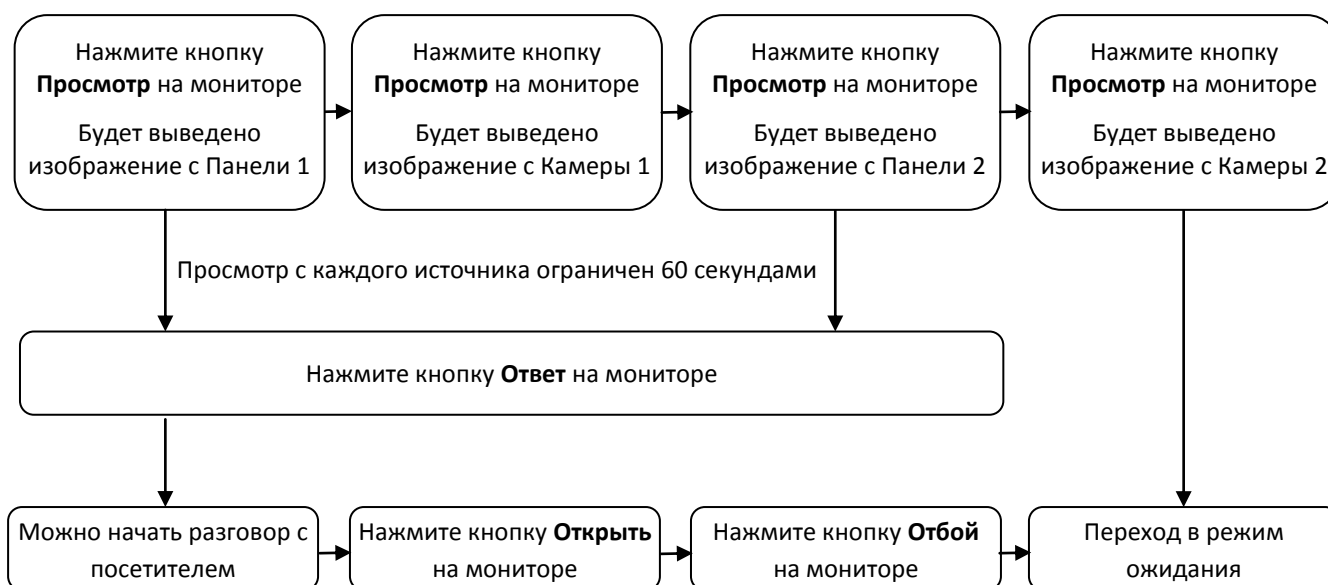 Нажмите кнопку
Просмотр на мониторе
Будет выведено
изображение с Панели 1
Нажмите кнопку
Просмотр на мониторе
Будет выведено
изображение с Камеры 1
Нажмите кнопку
Просмотр на мониторе
Будет выведено
изображение с Панели 2
Нажмите кнопку
Просмотр на мониторе
Будет выведено
изображение с Камеры 2
Просмотр с каждого источника ограничен 60 секундами
Нажмите кнопку Ответ на мониторе
Можно начать разговор с
посетителем
Нажмите кнопку Открыть
на мониторе
Нажмите кнопку Отбой
на мониторе
Переход в режим
ожидания